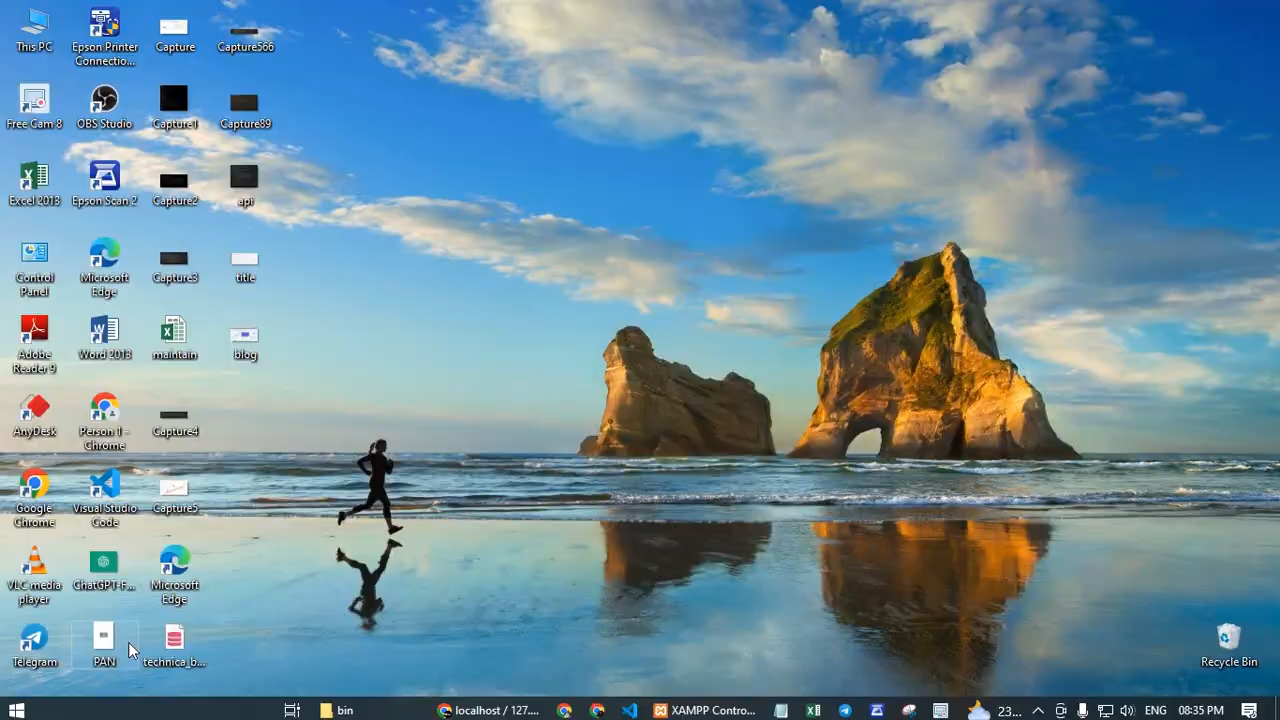 This PC
Epson Printer
Connectio...
Capture
Capture566
Free Cam 8
OBS Studio
Capture1
Capture89
Excel 2013
Epson Scan 2
Capture2
api
Control
Panel
Microsoft
Edge
Capture3
title
Adobe
Reader 9
Word 2013
maintain
blog
AnyDesk
Person 1 -
Chrome
Capture4
Google
Chrome
Visual Studio
Code
Capture5
VLC media
player
ChatGPT-F...
Microsoft
Edge
Telegram
PAN
technica_b...
Recycle Bin
bin
localhost / 127....
XAMPP Contro...
23...
ENG
08:35 PM